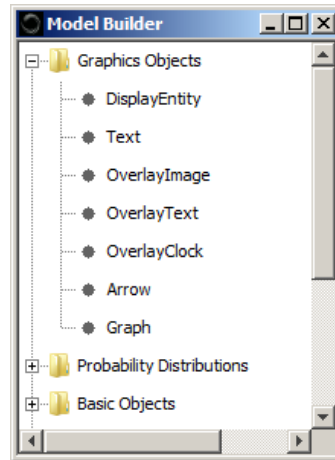 Model Builder
Graphics Objects
DisplayEntity
Text
OverlayImage
OverlayText
OverlayClock
Arrow
Graph
Probability Distributions
Basic Objects